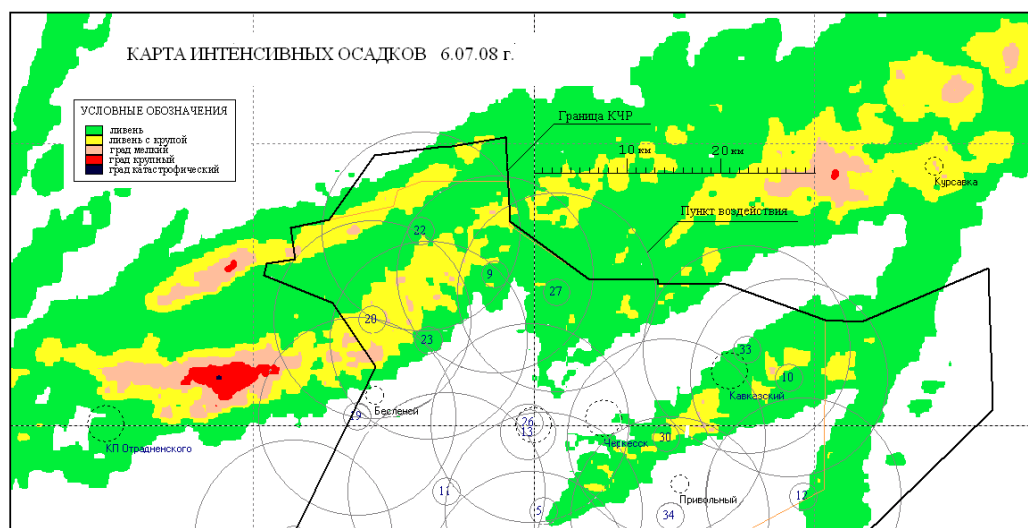 КАРТА ИНТЕНСИВНЫХ ОСАДКОВ 6.07.08 г.
УСЛОВНЫЕ ОБОЗНАЧЕНИЯ
ливень
ливень с крупой
град мелкий
град крупный
град катастрофический
Граница КЧР
10 км
20 км
Курсавка
Пункт воздействия
22
9
27
20
23
33
10
Кавказский
Бесленей
19
26
13
Черкесск
30
КП Отрадненского
11
Привольный
12
5
34